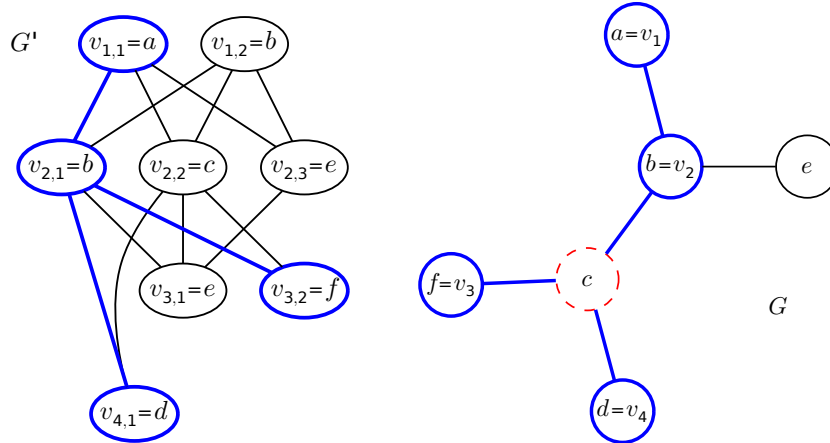 G'
v1,1=a
v1,2=b
v2,1=b
v2,2=c
v2,3=e
v3,1=e
v3,2=f
v4,1=d
a=v1
b=v2
e
f=v3
c
G
d=v4